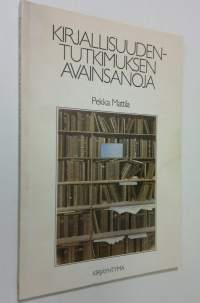 KIRJALLISUUDEN-
TUTKIMUKSEN
AVAINSANOJA
Pekka Mattila
KIRJAYHTYMÄ